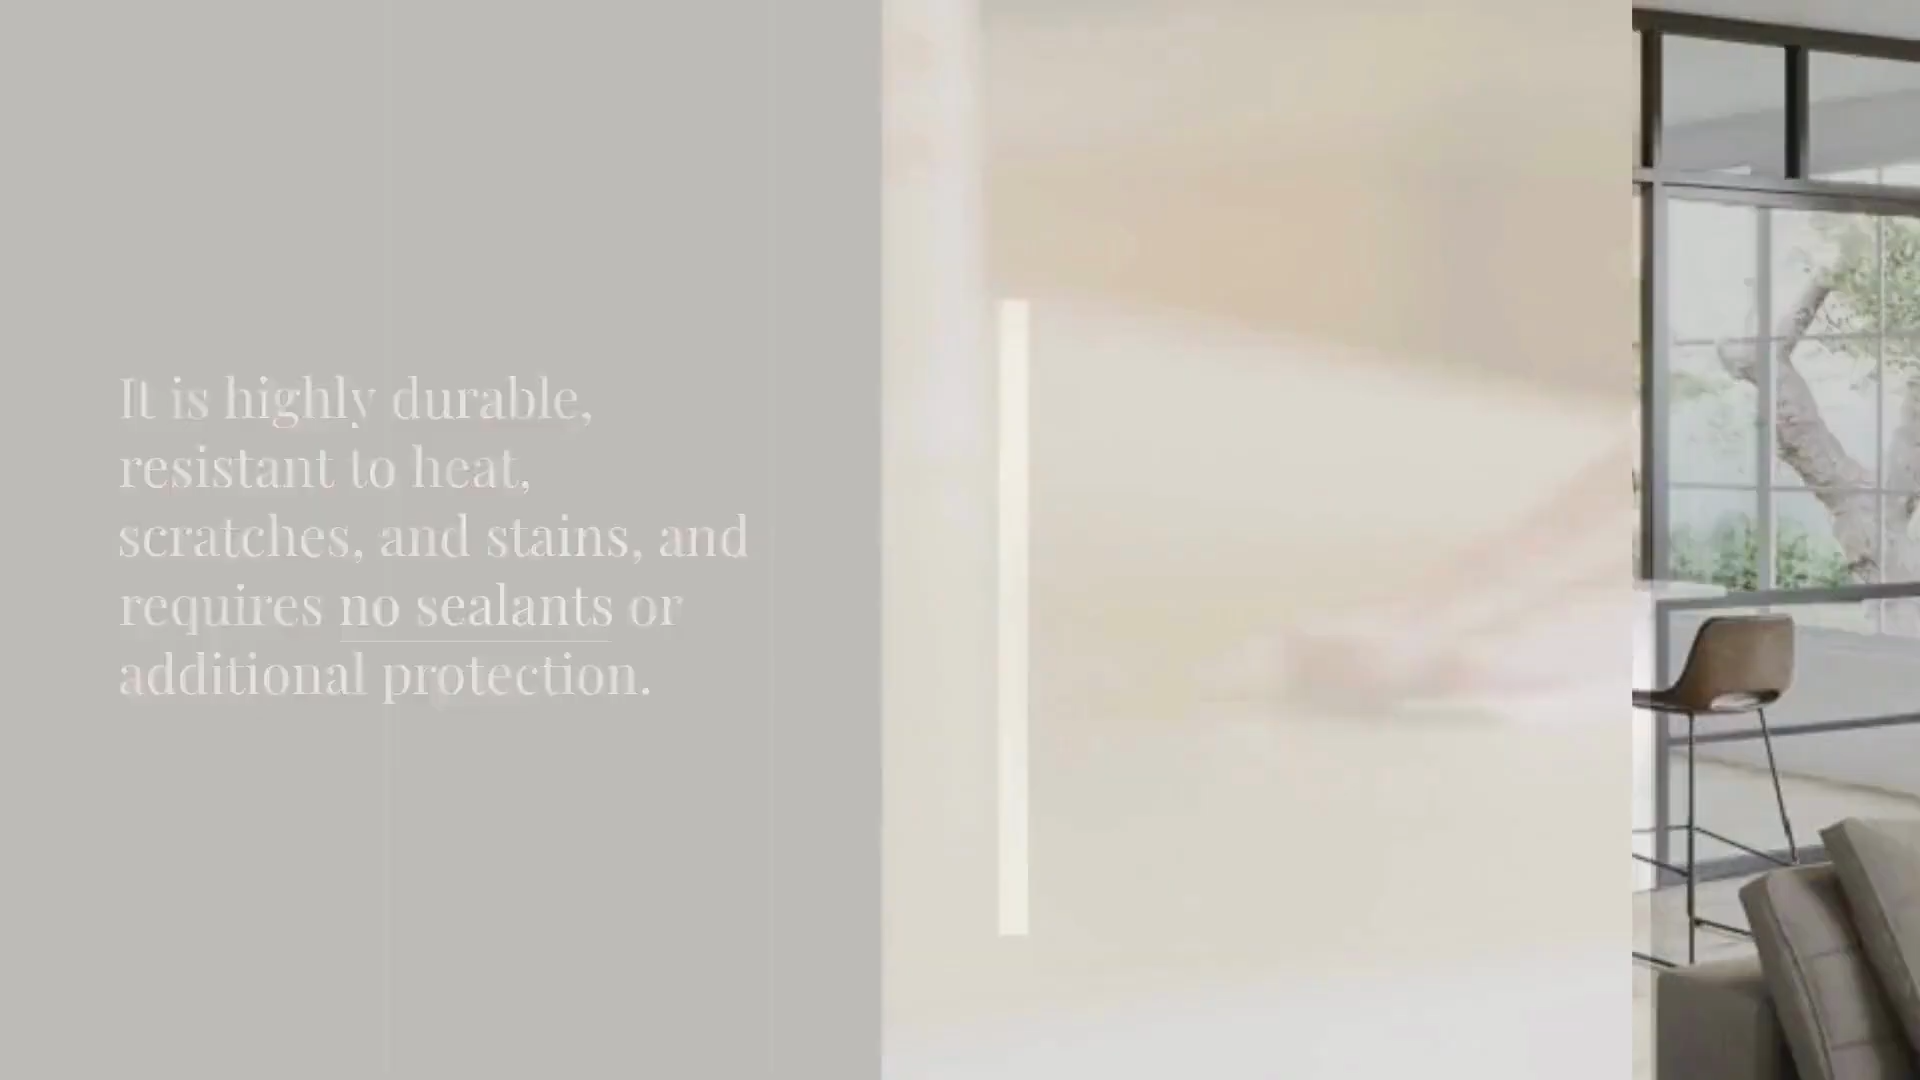 It is highly durable,
resistant to heat,
scratches, and stains, and
requires no sealants or
additional protection.